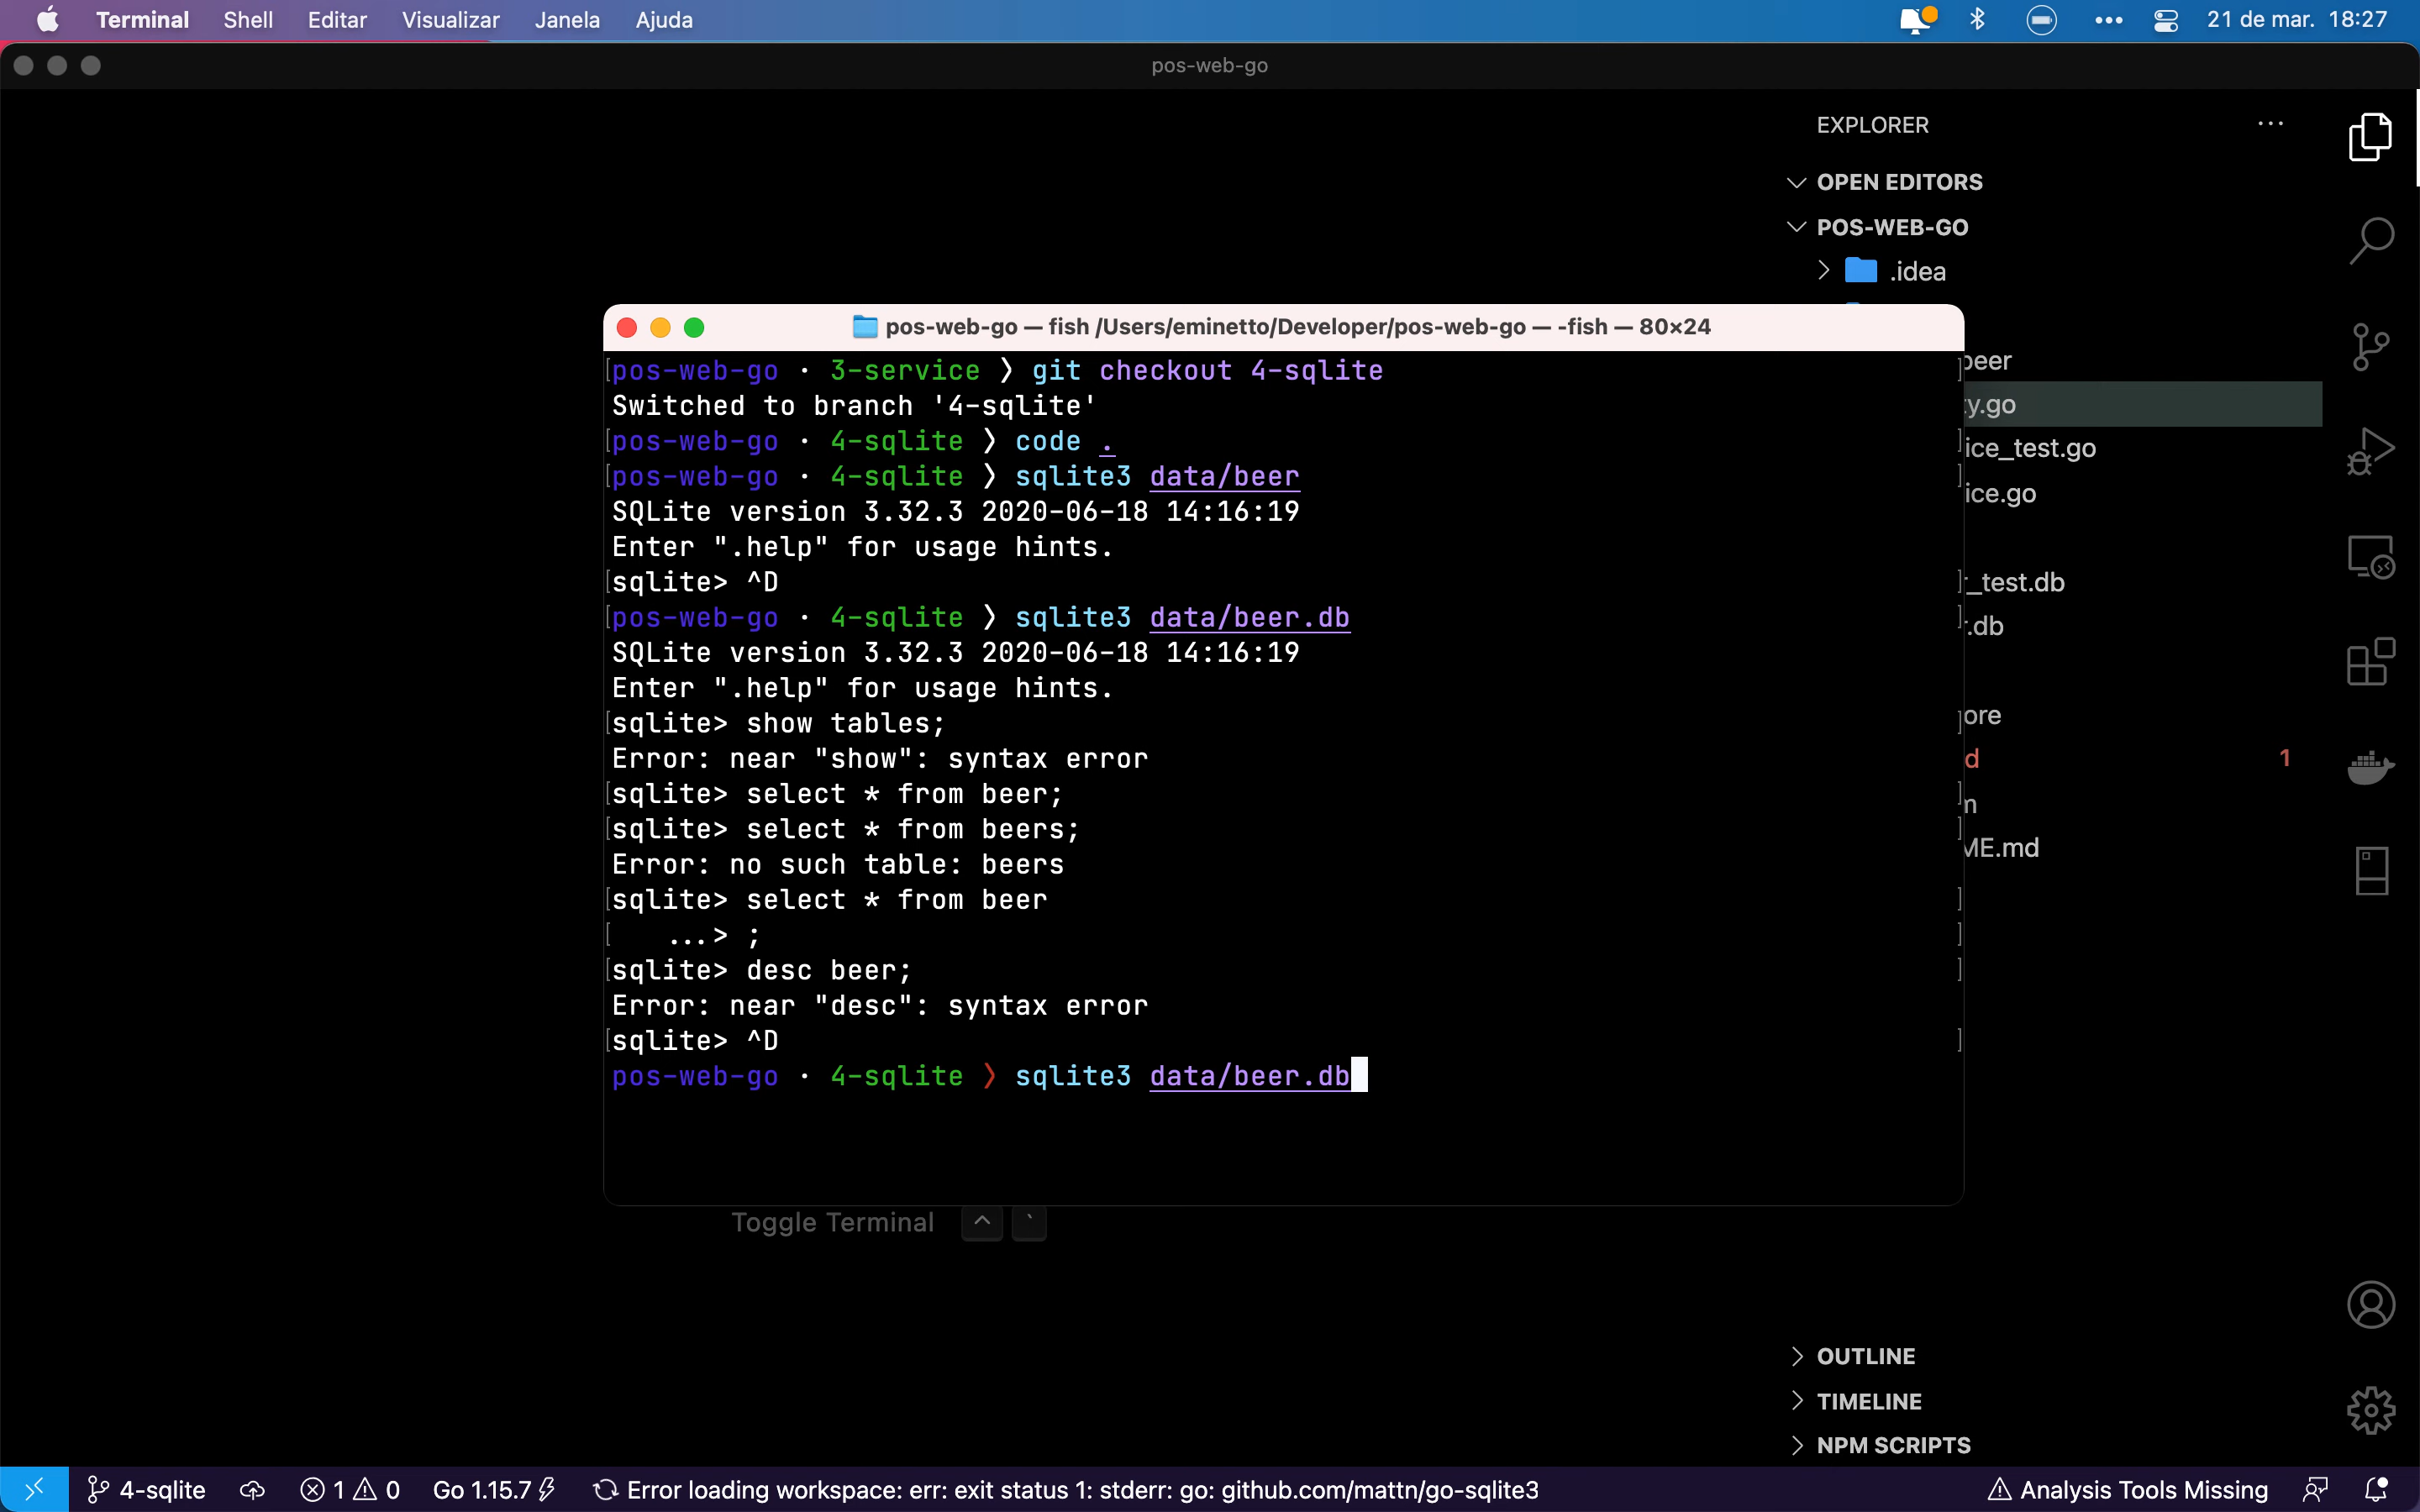 Terminal Shell Editar Visualizar Janela Ajuda 21 de mar. 18:27
pos-web-go
EXPLORER
OPEN EDITORS
POS-WEB-GO
.idea
pos-web-go — fish /Users/eminetto/Developer/pos-web-go — -fish — 80×24
pos-web-go · 3-service ❯ git checkout 4-sqlite
Switched to branch '4-sqlite'
pos-web-go · 4-sqlite ❯ code .
pos-web-go · 4-sqlite ❯ sqlite3 data/beer
SQLite version 3.32.3 2020-06-18 14:16:19
Enter ".help" for usage hints.
sqlite> ^D
pos-web-go · 4-sqlite ❯ sqlite3 data/beer.db
SQLite version 3.32.3 2020-06-18 14:16:19
Enter ".help" for usage hints.
sqlite> show tables;
Error: near "show": syntax error
sqlite> select * from beer;
sqlite> select * from beers;
Error: no such table: beers
sqlite> select * from beer
...> ;
sqlite> desc beer;
Error: near "desc": syntax error
sqlite> ^D
pos-web-go · 4-sqlite ❯ sqlite3 data/beer.db
beer
y.go
ice_test.go
ice.go
_test.db
.db
ore
d 1
ME.md
Toggle Terminal ^ `
OUTLINE
TIMELINE
NPM SCRIPTS
4-sqlite 1 0 Go 1.15.7 Error loading workspace: err: exit status 1: stderr: go: github.com/mattn/go-sqlite3 Analysis Tools Missing